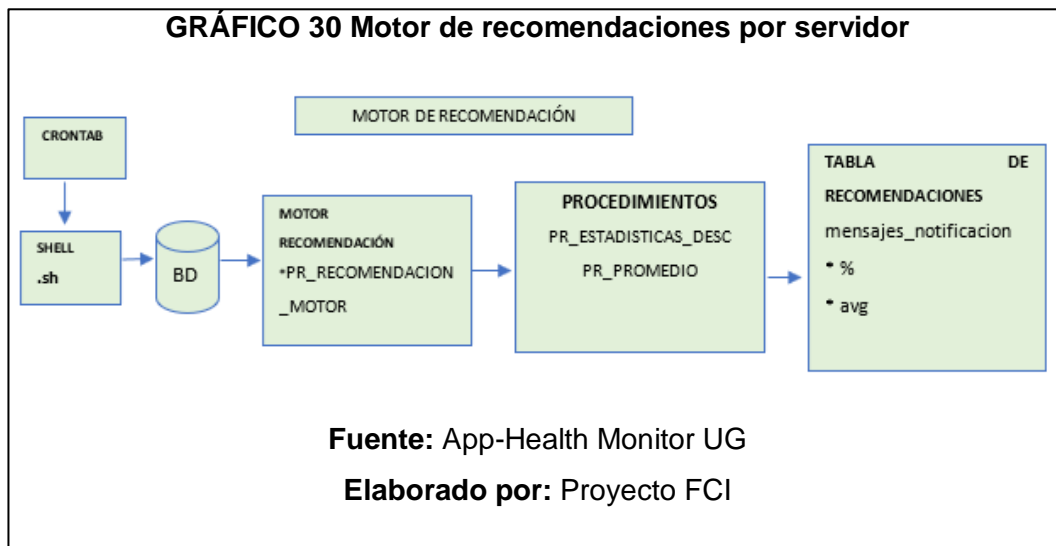 GRÁFICO 30 Motor de recomendaciones por servidor
MOTOR DE RECOMENDACIÓN
CRONTAB
SHELL
.sh
BD
MOTOR
RECOMENDACIÓN
*PR_RECOMENDACION
_MOTOR
PROCEDIMIENTOS
PR_ESTADISTICAS_DESC
PR_PROMEDIO
TABLA DE
RECOMENDACIONES
mensajes_notificacion
* %
* avg
Fuente: App-Health Monitor UG
Elaborado por: Proyecto FCI